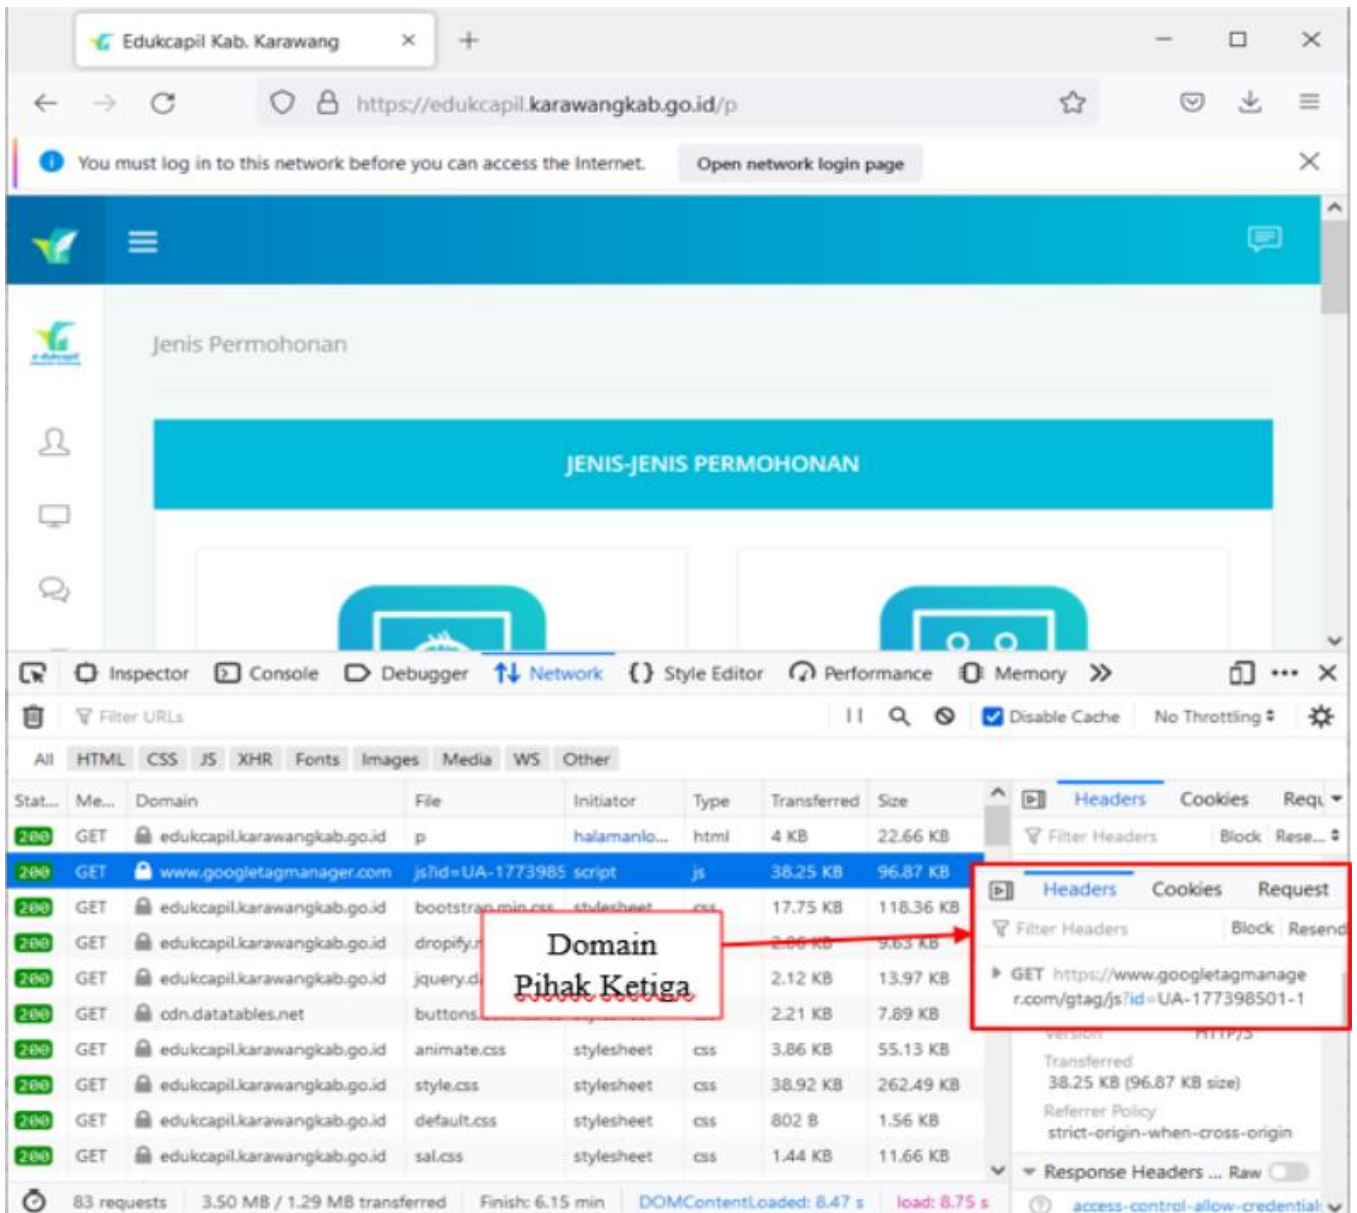 Edukcapil Kab. Karawang
https://edukcapil.karawangkab.go.id/p
You must log in to this network before you can access the Internet. Open network login page
Jenis Permohonan
JENIS-JENIS PERMOHONAN
Inspector Console Debugger Network Style Editor Performance Memory
Filter URLs Disable Cache No Throttling
All HTML CSS JS XHR Fonts Images Media WS Other
Stat... Me... Domain File Initiator Type Transferred Size Headers Cookies
200 GET edukcapil.karawangkab.go.id p halamanlo... html 4 KB 22.66 KB Filter Headers Block Rese...
200 GET www.googletagmanager.com js?id=UA-1773985 script js 38.25 KB 96.87 KB
200 GET edukcapil.karawangkab.go.id bootstrap.min.css stylesheet css 17.75 KB 118.36 KB
200 GET edukcapil.karawangkab.go.id 2.06 KB 9.63 KB
200 GET edukcapil.karawangkab.go.id 2.12 KB 13.97 KB
200 GET cdn.datatables.net 2.21 KB 7.89 KB
200 GET edukcapil.karawangkab.go.id animate.css stylesheet css 3.86 KB 55.13 KB
200 GET edukcapil.karawangkab.go.id style.css stylesheet css 38.92 KB 262.49 KB
200 GET edukcapil.karawangkab.go.id default.css stylesheet css 802 B 1.56 KB
200 GET edukcapil.karawangkab.go.id sal.css stylesheet css 1.44 KB 11.66 KB
Domain
Pihak Ketiga
Headers Cookies Request
Filter Headers Block Resend
GET https://www.googletagmanage
r.com/gtag/js?id=UA-177398501-1
Transferred
38.25 KB (96.87 KB size)
Referrer Policy
strict-origin-when-cross-origin
Response Headers ... Raw
access-control-allow-credential
83 requests 3.50 MB / 1.29 MB transferred Finish: 6.15 min DOMContentLoaded: 8.47 s load: 8.75 s